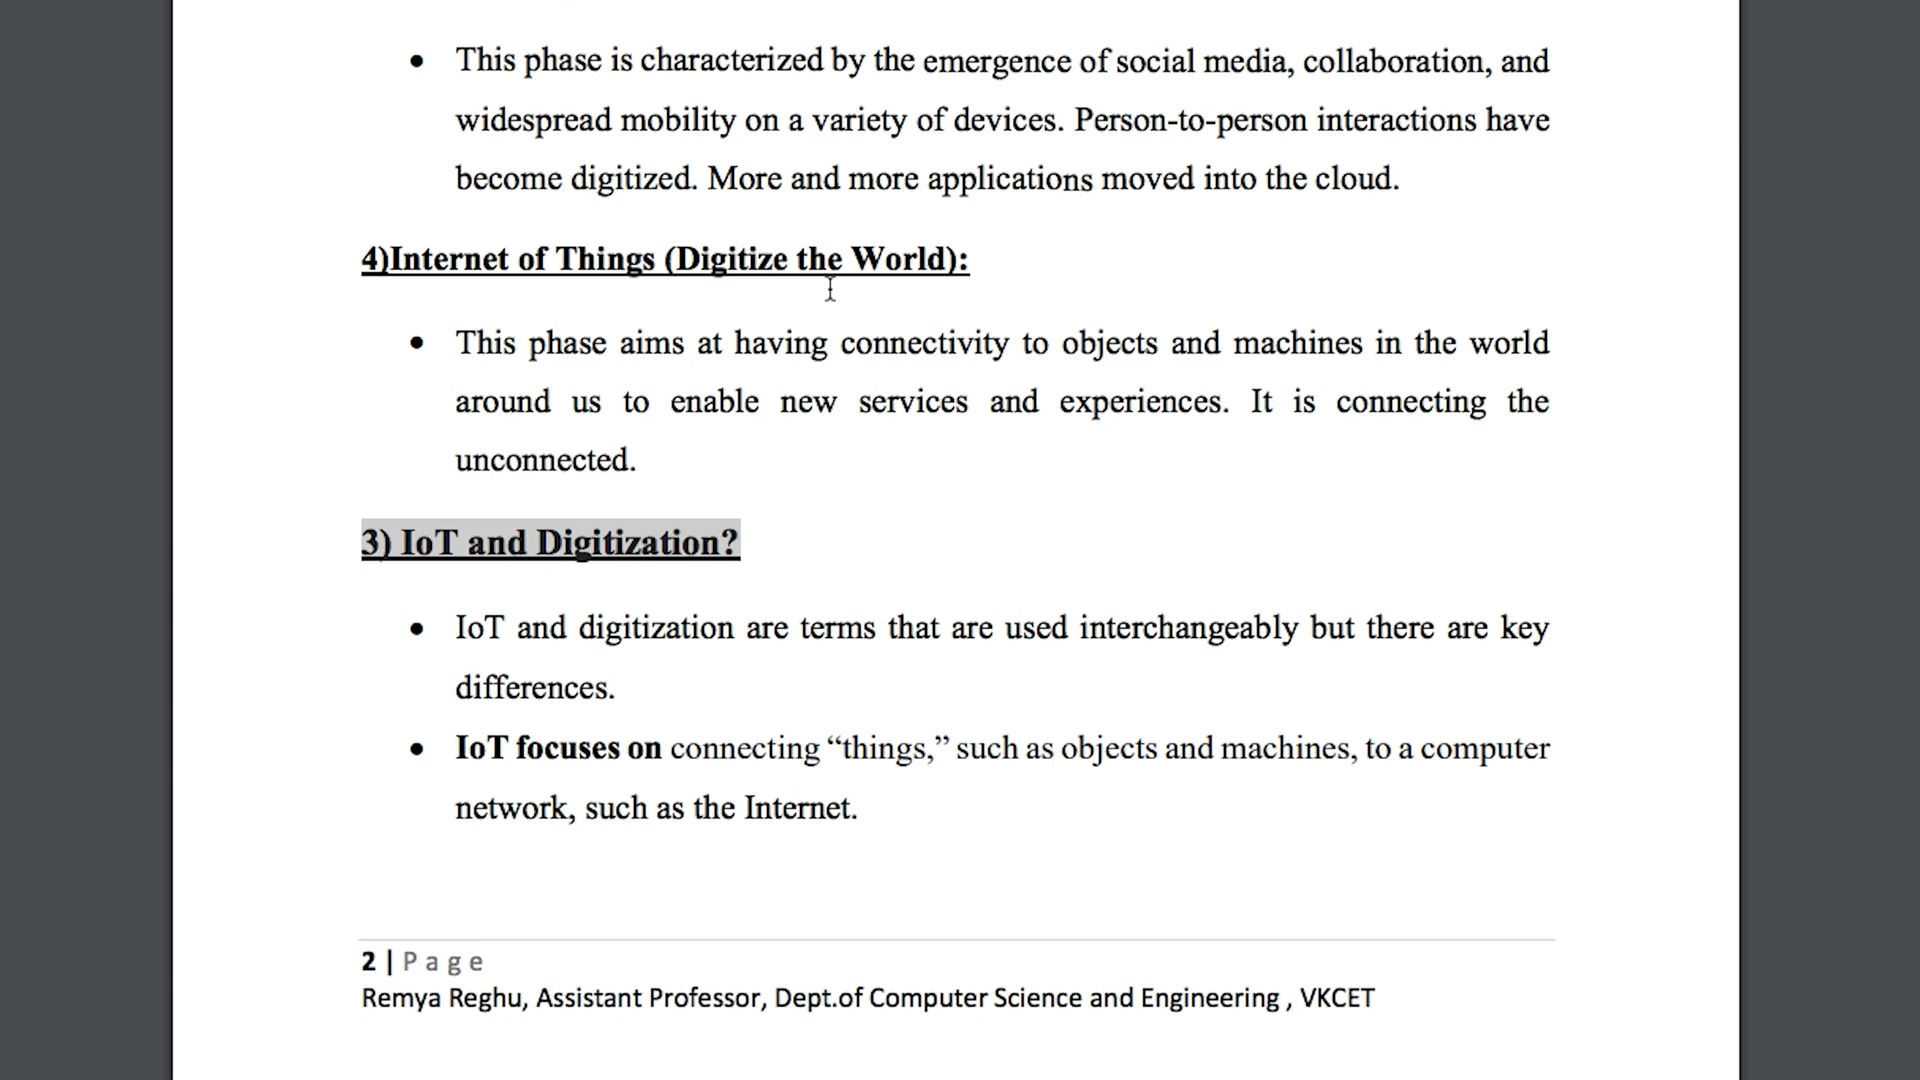 • This phase is characterized by the emergence of social media, collaboration, and
widespread mobility on a variety of devices. Person-to-person interactions have
become digitized. More and more applications moved into the cloud.
4)Internet of Things (Digitize the World):
• This phase aims at having connectivity to objects and machines in the world
around us to enable new services and experiences. It is connecting the
unconnected.
3) IoT and Digitization?
• IoT and digitization are terms that are used interchangeably but there are key
differences.
• IoT focuses on connecting “things,” such as objects and machines, to a computer
network, such as the Internet.
2 | Page
Remya Reghu, Assistant Professor, Dept.of Computer Science and Engineering , VKCET